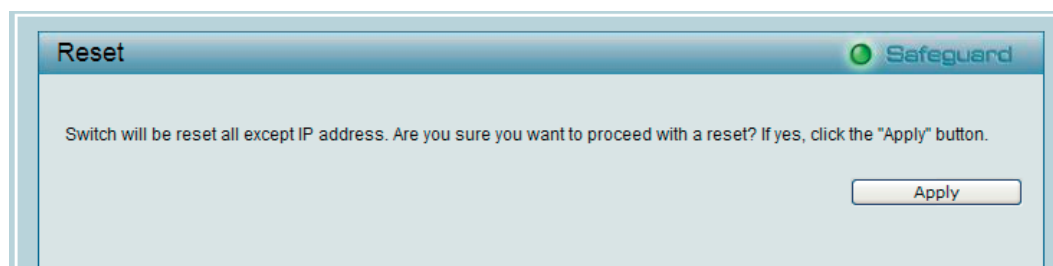 Reset
Safeguard
Switch will be reset all except IP address. Are you sure you want to proceed with a reset? If yes, click the "Apply" button.
Apply